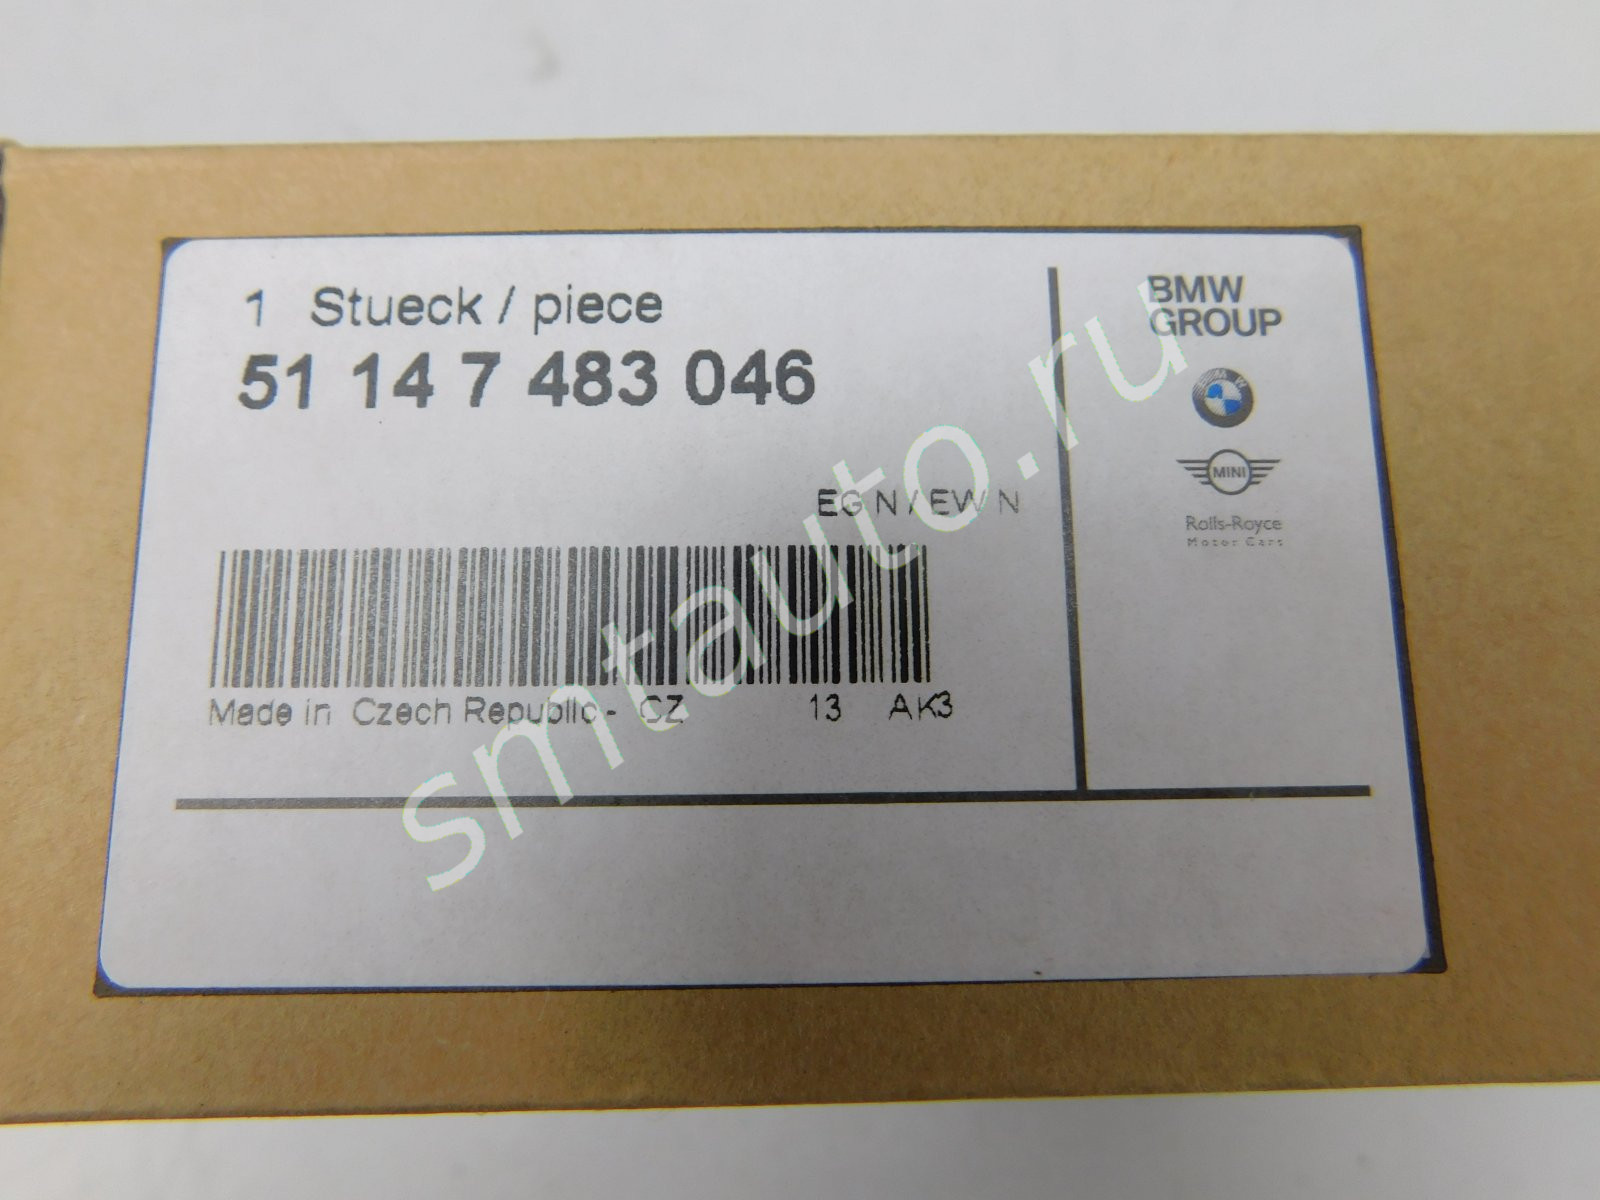 1 Stueck / piece
51 14 7 483 046
EG N / EW N
Made in Czech Republic - CZ 13 AK3
BMW
GROUP
BMW
MINI
Rolls-Royce
Motor Cars
smtauto.ru